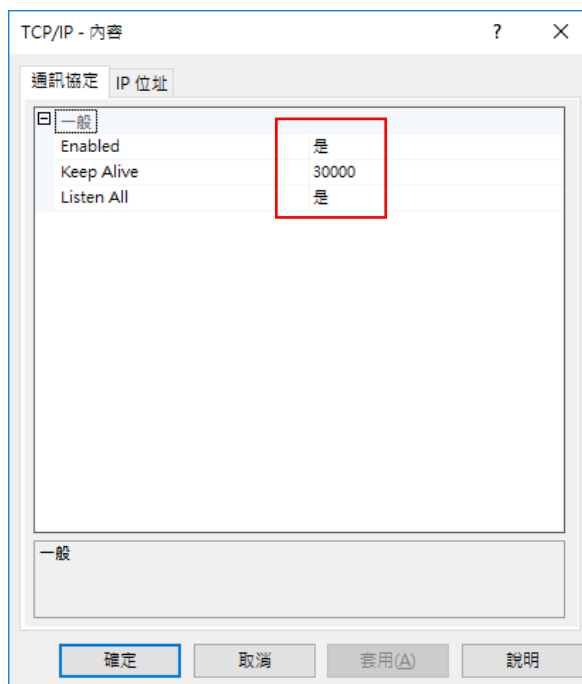 TCP/IP - 內容
通訊協定 IP 位址
一般
Enabled 是
Keep Alive 30000
Listen All 是
一般
確定 取消 套用(A) 說明